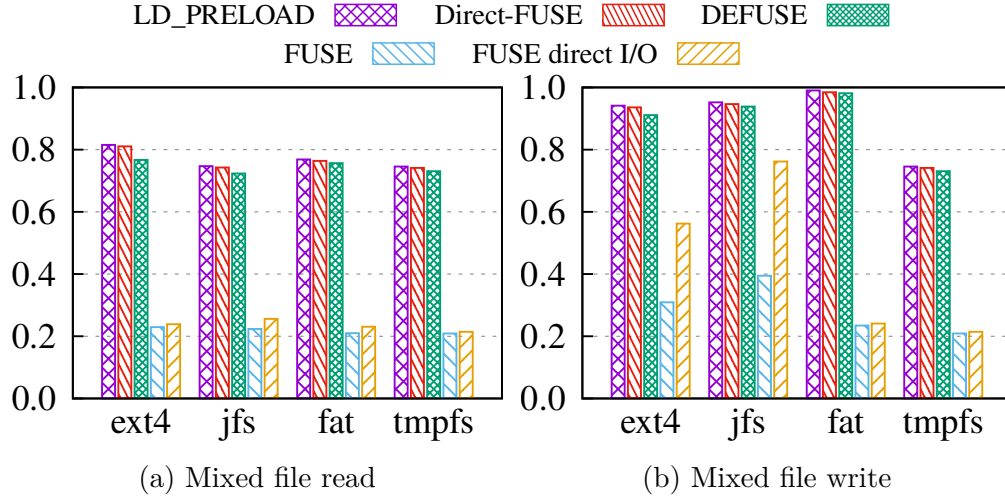 LD_PRELOAD Direct-FUSE DEFUSE
FUSE FUSE direct I/O
1.0
0.8
0.6
0.4
0.2
0.0
ext4 jfs fat tmpfs
(a) Mixed file read
1.0
0.8
0.6
0.4
0.2
0.0
ext4 jfs fat tmpfs
(b) Mixed file write